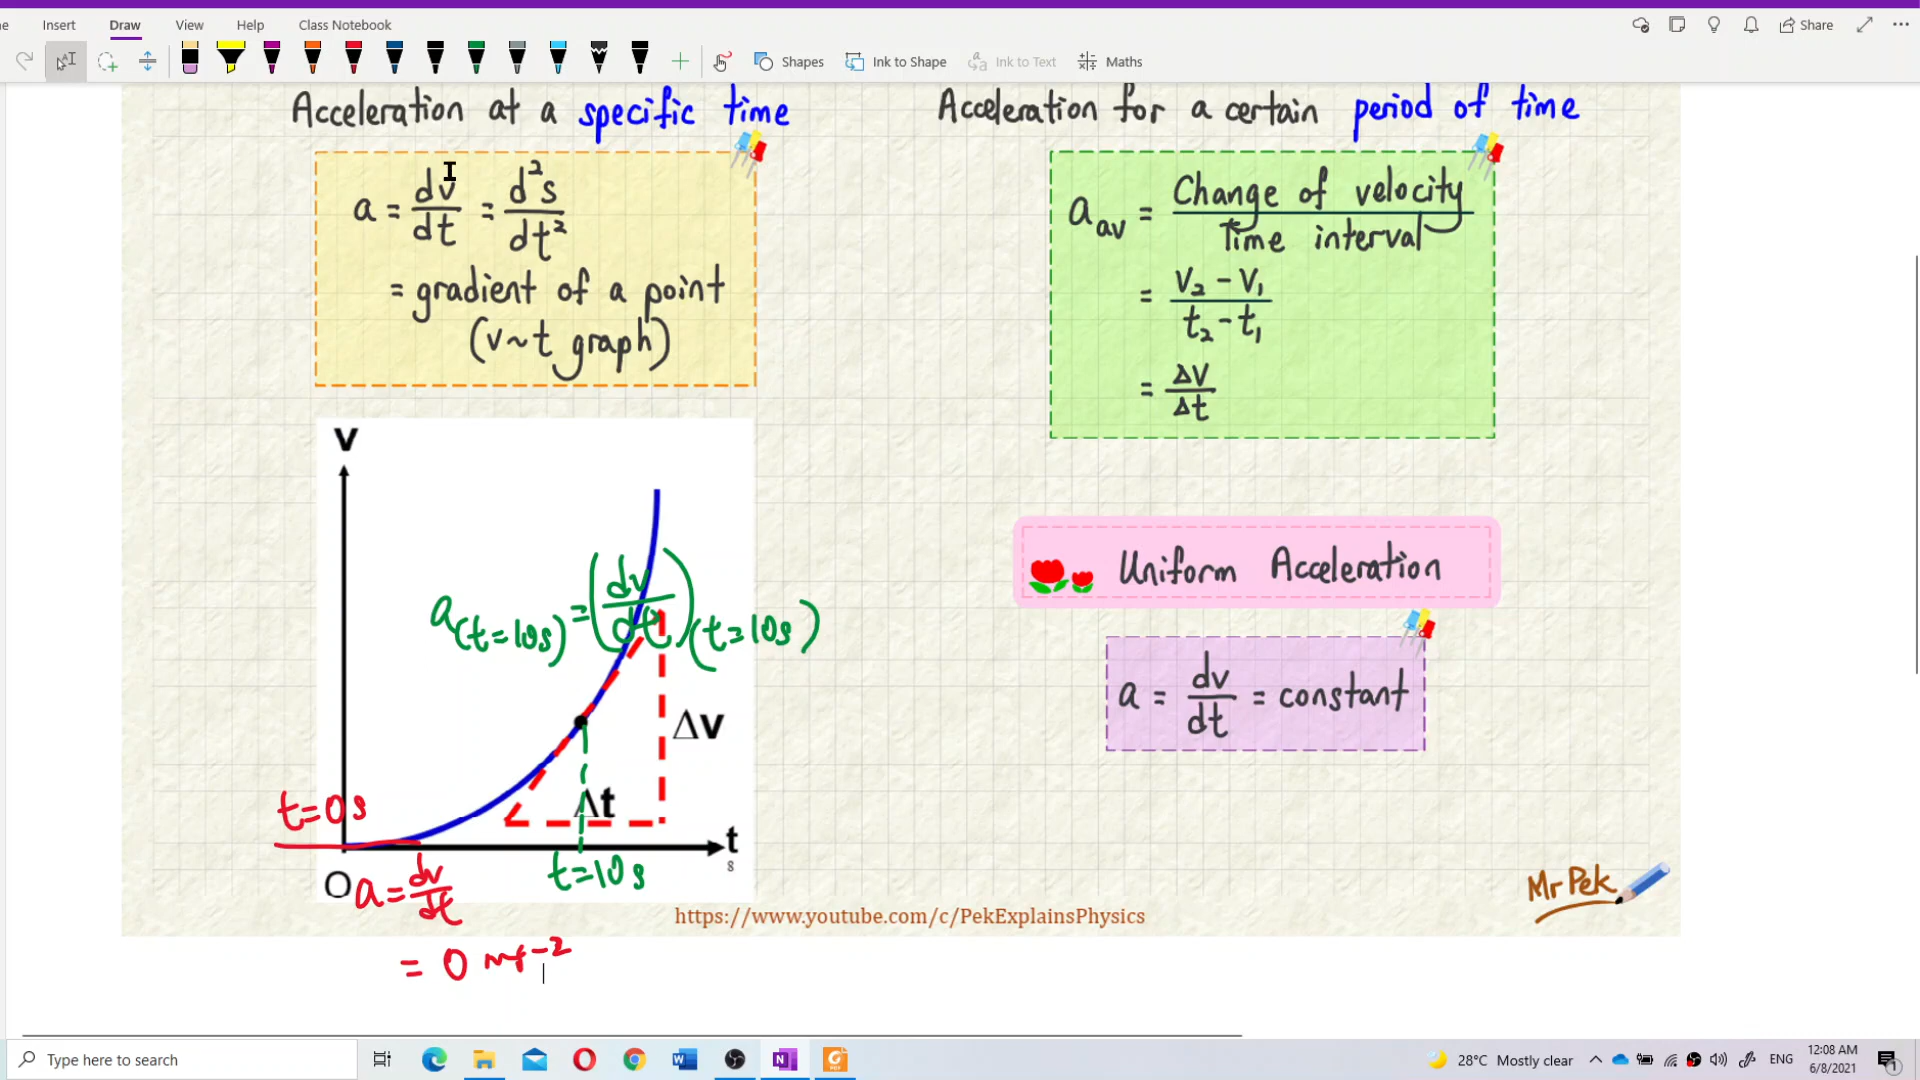 Insert Draw View Help Class Notebook Share
Shapes Ink to Shape Ink to Text Maths
Acceleration at a specific time
a = dv/dt = d²s/dt²
= gradient of a point
(v~t graph)
V
a(t=10s) = (dv/dt)(t=10s)
Δv
Δt
t=0s
t
s
O
t=10s
a = dv/dt
= 0 ms⁻²
Acceleration for a certain period of time
a av = Change of velocity / Time interval
= V₂ - V₁ / t₂ - t₁
= ΔV / Δt
Uniform Acceleration
a = dv/dt = constant
Mr Pek
https://www.youtube.com/c/PekExplainsPhysics
Type here to search
28°C Mostly clear ENG 12:08 AM
6/8/2021